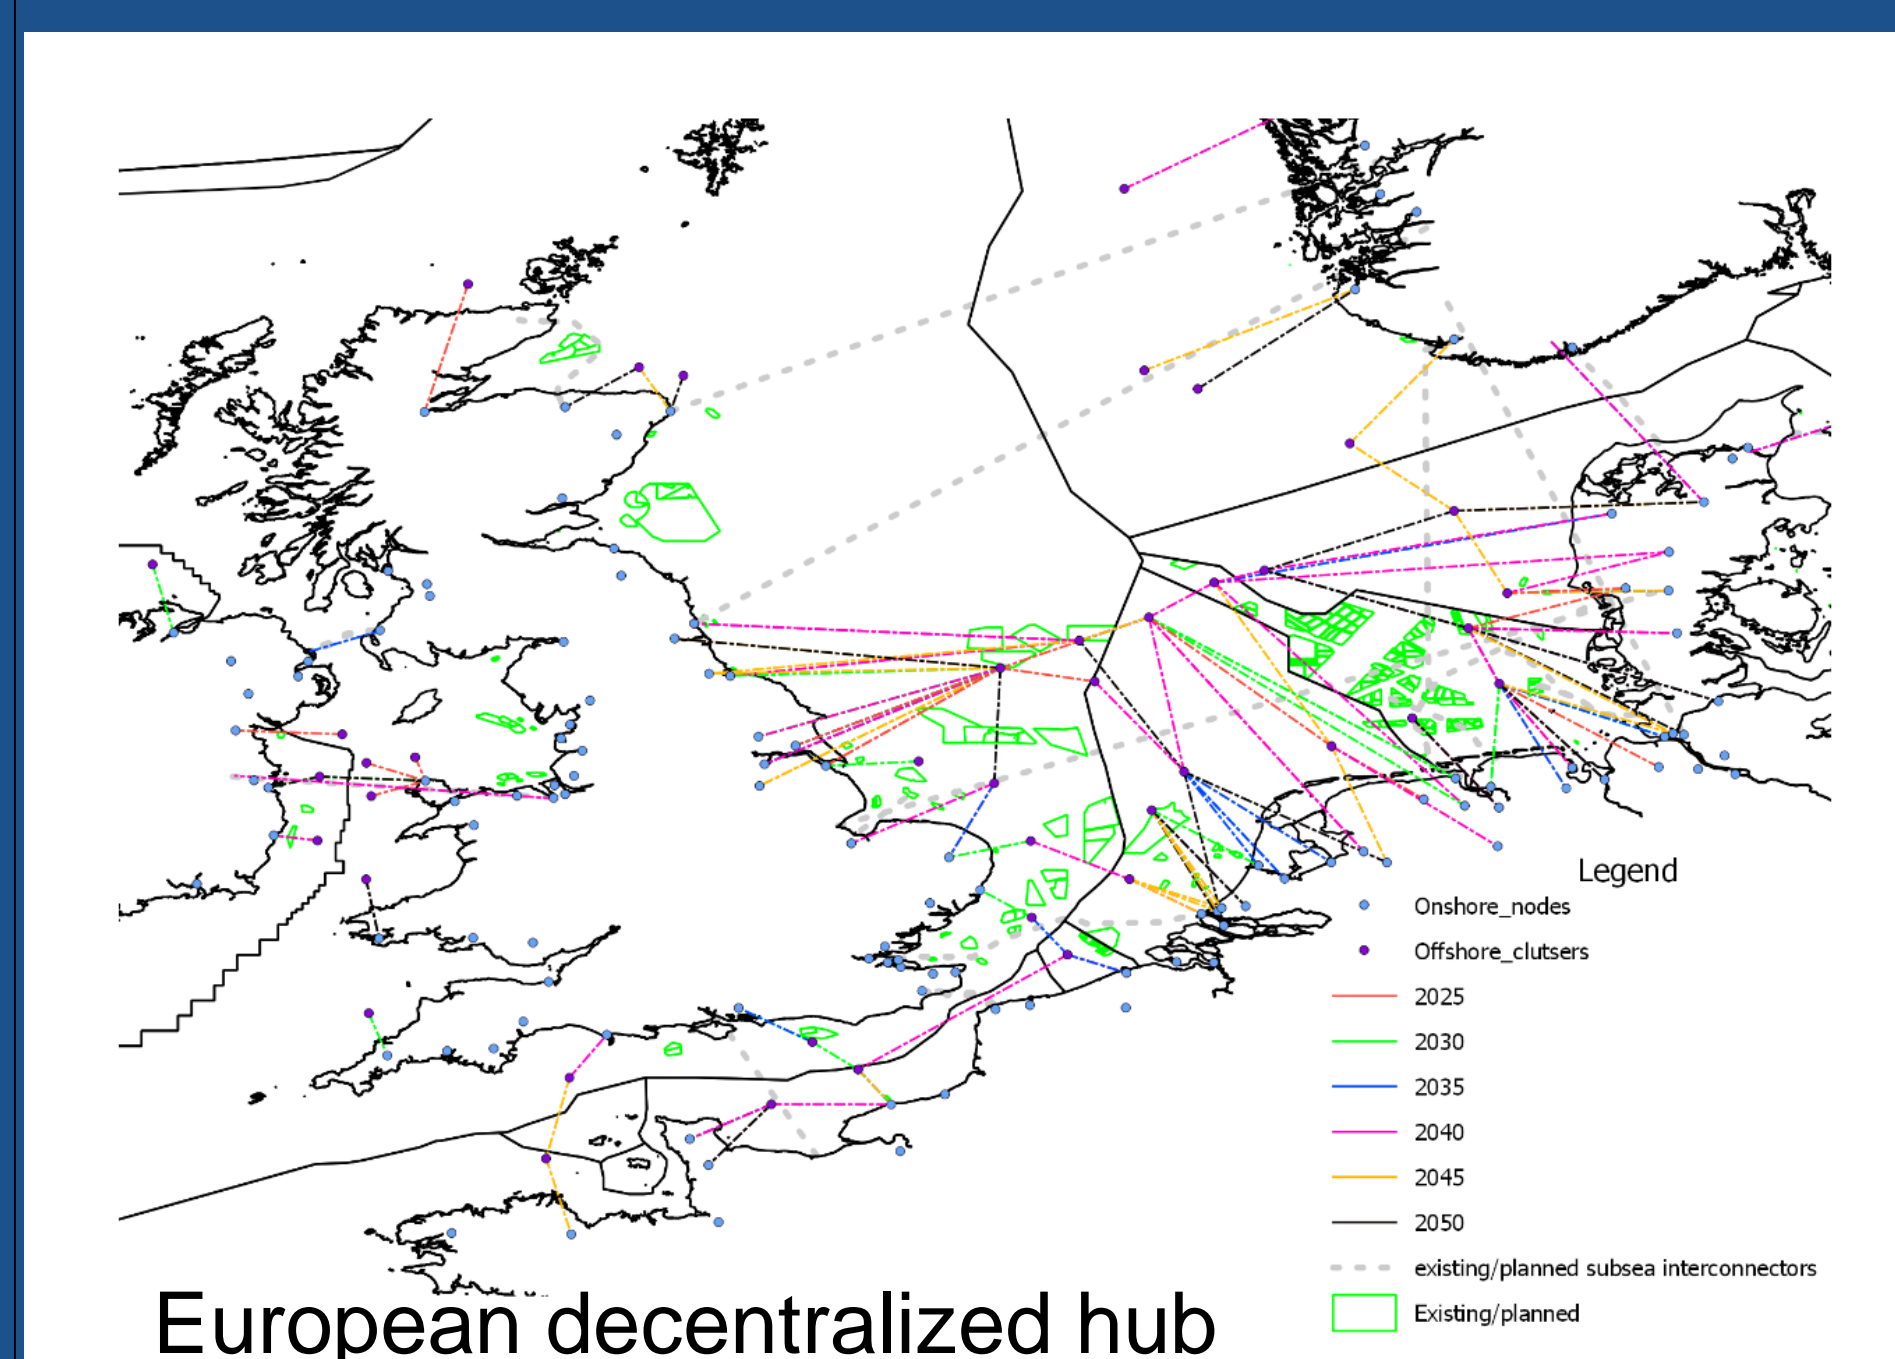 Legend
Onshore_nodes
Offshore_clutsers
2025
2030
2035
2040
2045
2050
existing/planned subsea interconnectors
Existing/planned
European decentralized hub